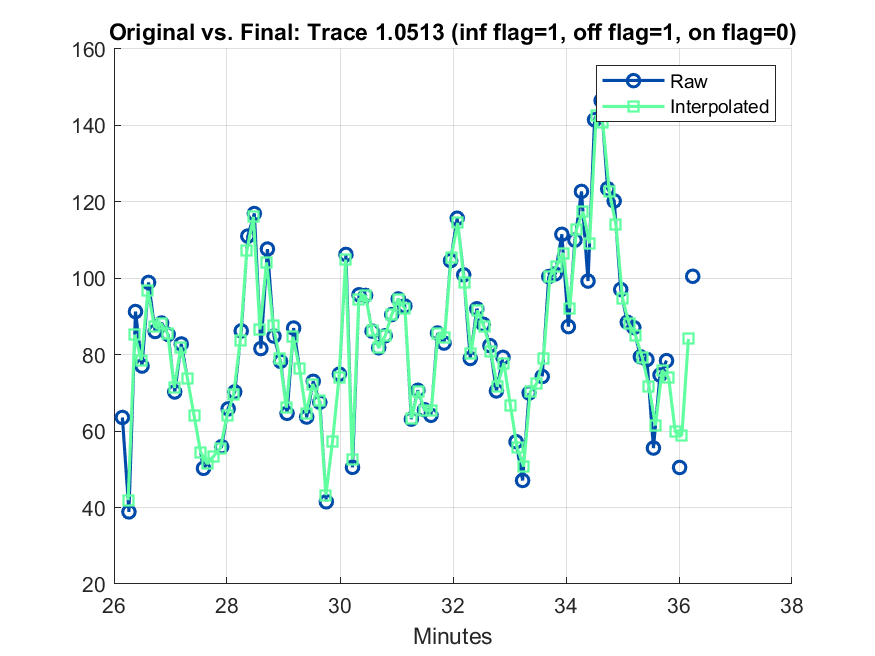 Original vs. Final: Trace 1.0513 (inf flag=1, off flag=1, on flag=0)
160
140
120
100
80
60
40
20
Raw
Interpolated
26 28 30 32 34 36 38
Minutes